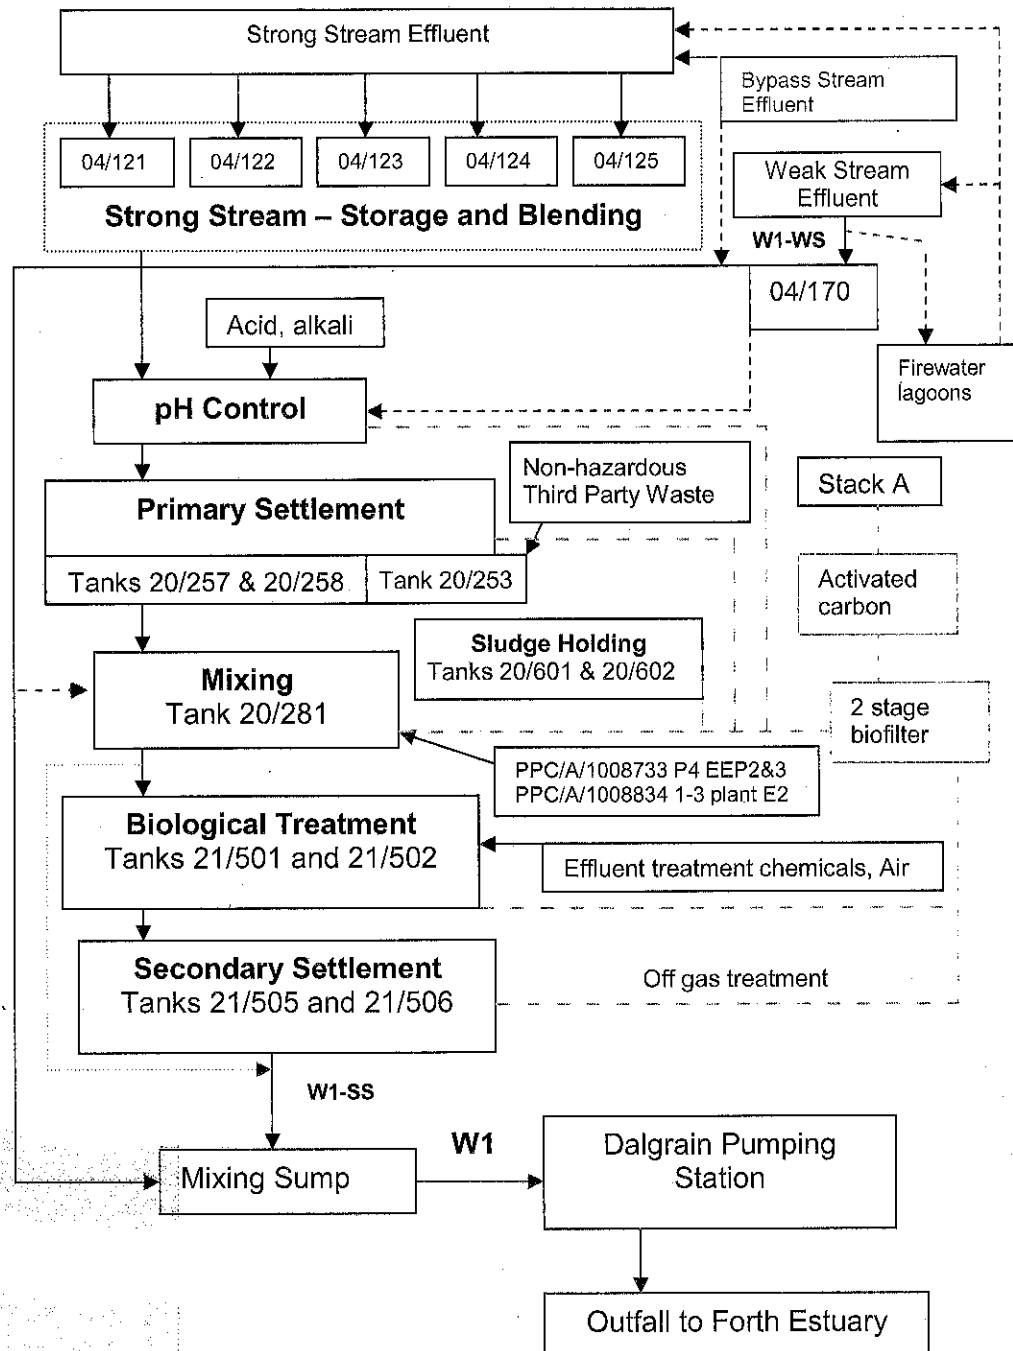 Strong Stream Effluent
Bypass Stream
Effluent
04/121
04/122
04/123
04/124
04/125
Strong Stream – Storage and Blending
Weak Stream
Effluent
W1-WS
04/170
Acid, alkali
Firewater
lagoons
pH Control
Non-hazardous
Third Party Waste
Stack A
Primary Settlement
Tanks 20/257 & 20/258
Tank 20/253
Activated
carbon
Sludge Holding
Tanks 20/601 & 20/602
Mixing
Tank 20/281
2 stage
biofilter
PPC/A/1008733 P4 EEP2&3
PPC/A/1008834 1-3 plant E2
Biological Treatment
Tanks 21/501 and 21/502
Effluent treatment chemicals, Air
Secondary Settlement
Tanks 21/505 and 21/506
Off gas treatment
W1-SS
Mixing Sump
W1
Dalgrain Pumping
Station
Outfall to Forth Estuary